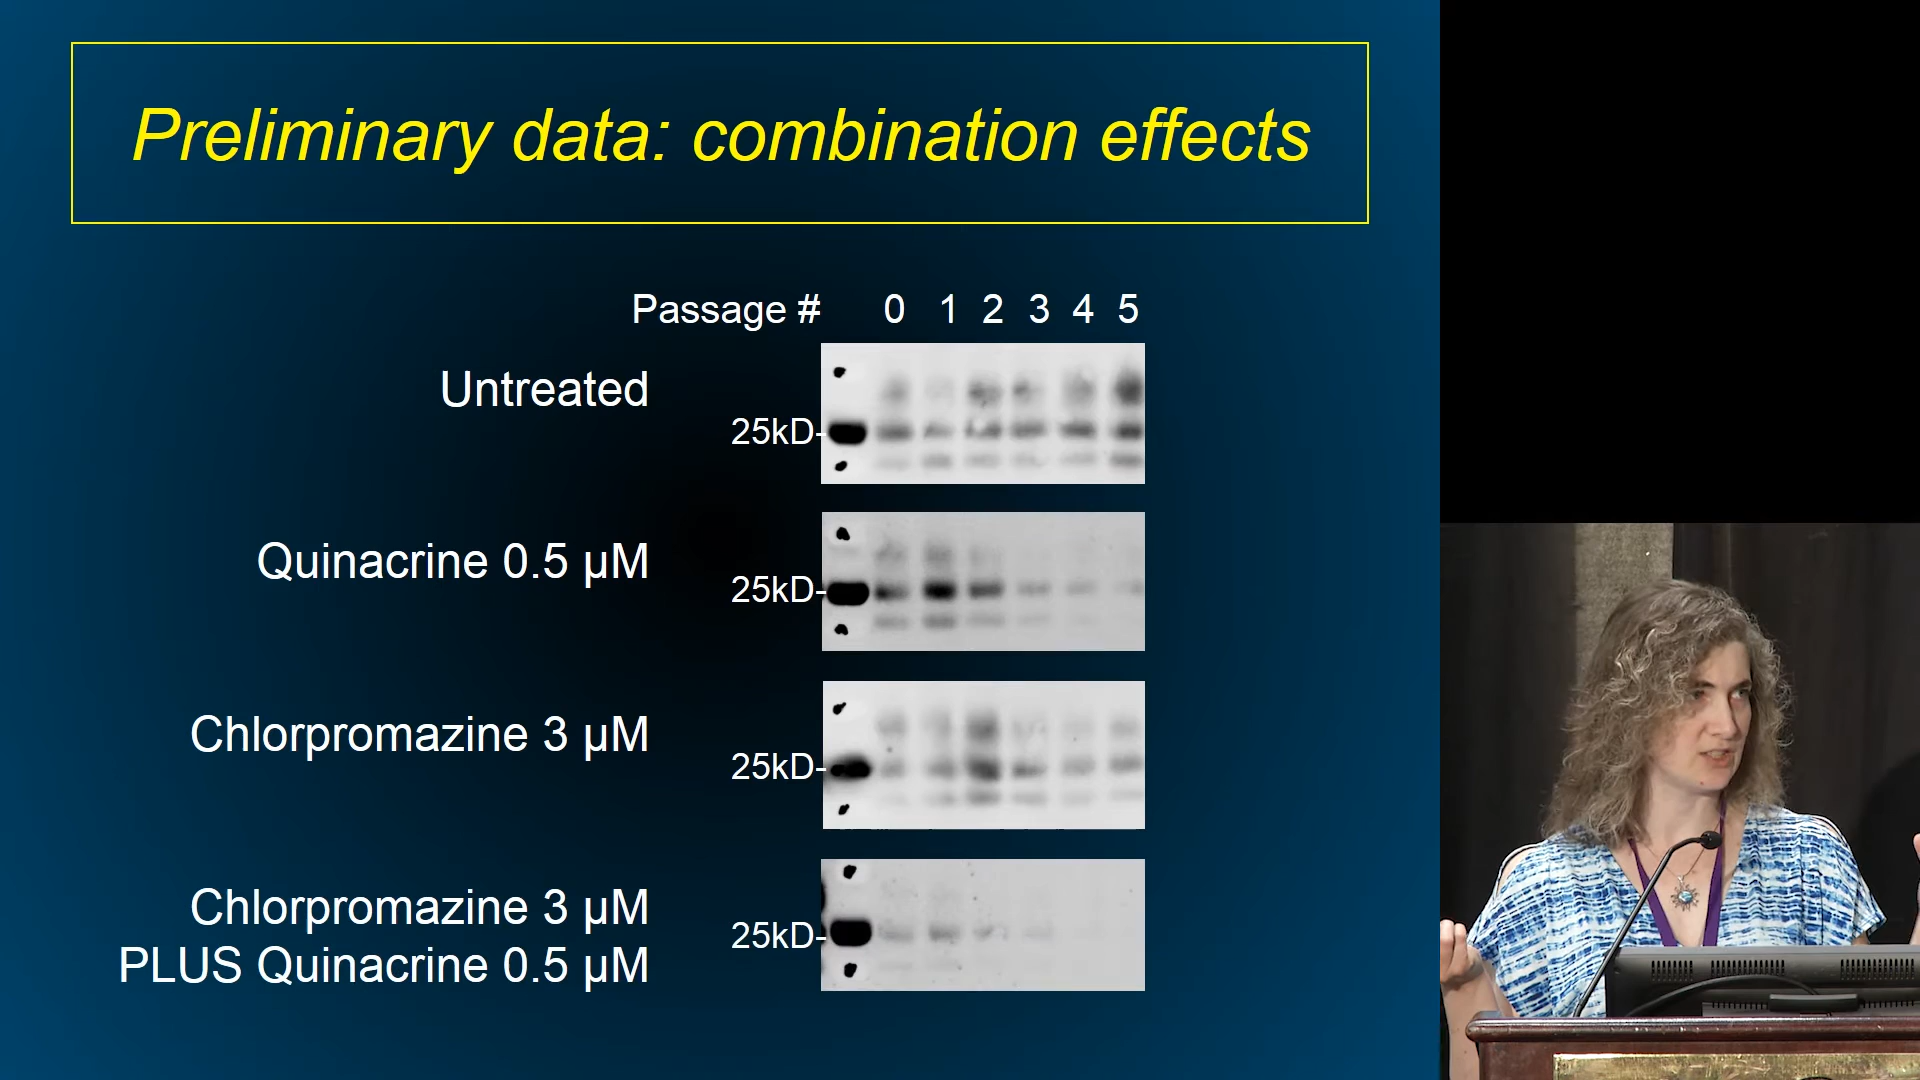 Preliminary data: combination effects
Passage # 0 1 2 3 4 5
Untreated
25kD-
Quinacrine 0.5 µM
25kD-
Chlorpromazine 3 µM
25kD-
Chlorpromazine 3 µM
PLUS Quinacrine 0.5 µM
25kD-